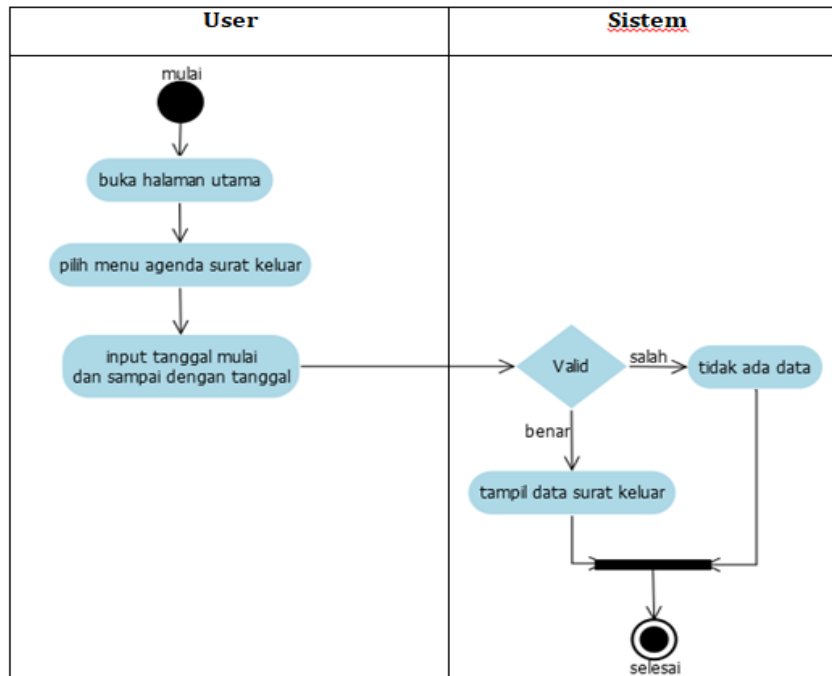 User
Sistem
mulai
buka halaman utama
pilih menu agenda surat keluar
input tanggal mulai
dan sampai dengan tanggal
Valid
salah
tidak ada data
benar
tampil data surat keluar
selesai